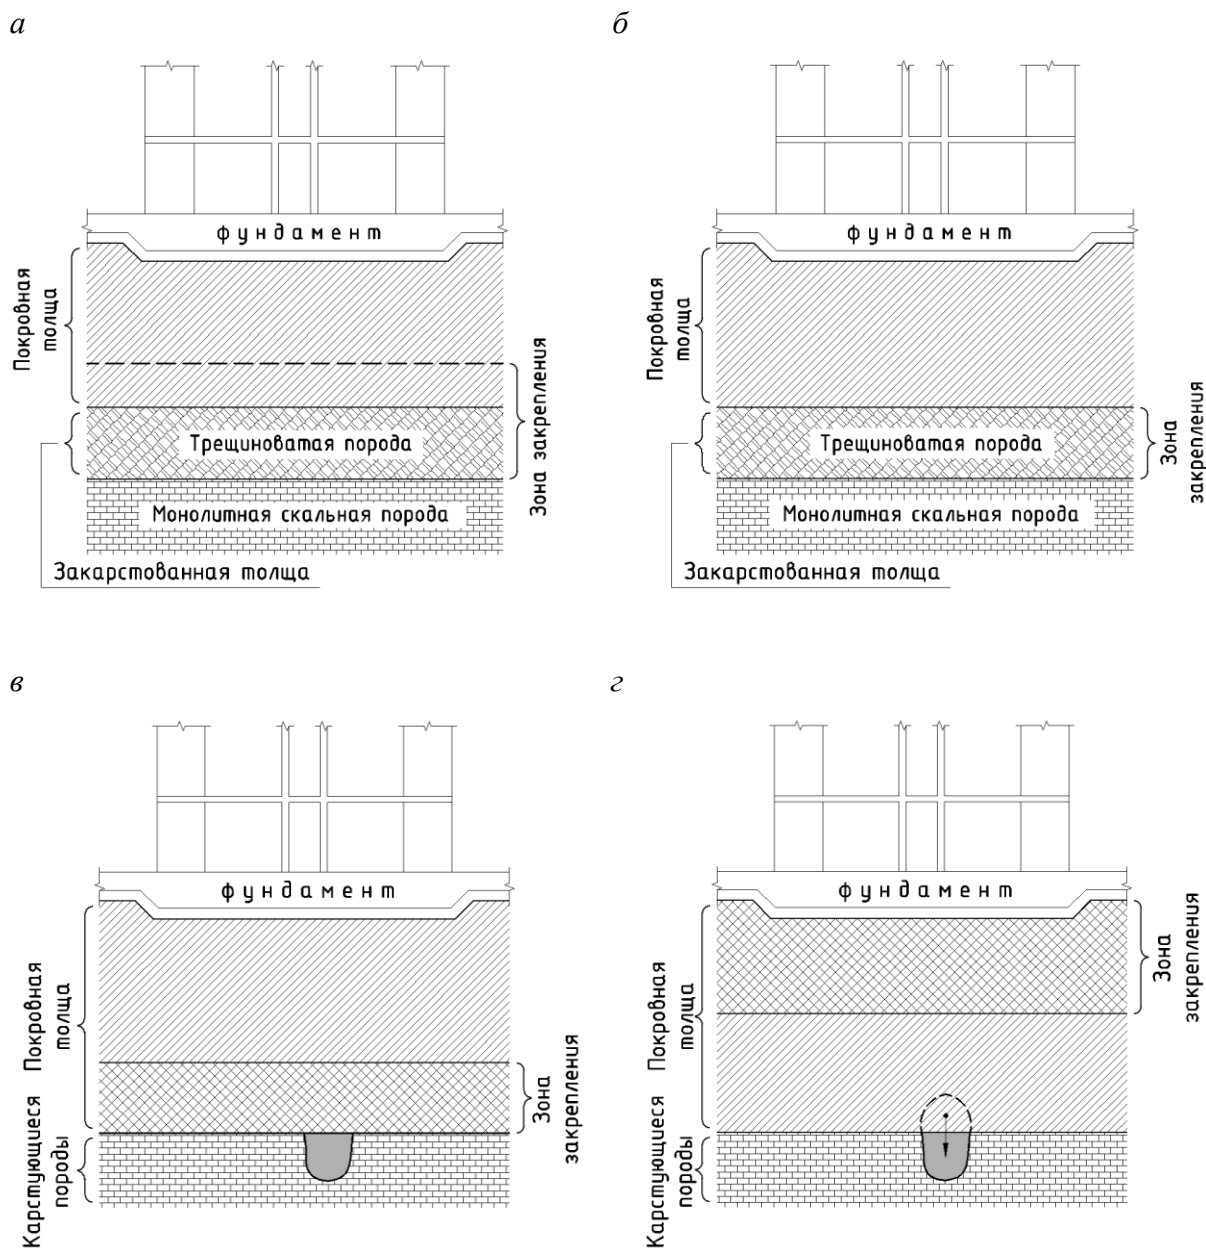 а
фундамент
Покровная
толща
Зона закрепления
Трещиноватая порода
Монолитная скальная порода
Закарстованная толща
б
фундамент
Покровная
толща
Зона
закрепления
Трещиноватая порода
Монолитная скальная порода
Закарстованная толща
в
фундамент
Покровная
толща
Зона
закрепления
Карстующиеся
породы
г
фундамент
Зона
закрепления
Покровная
толща
Карстующиеся
породы